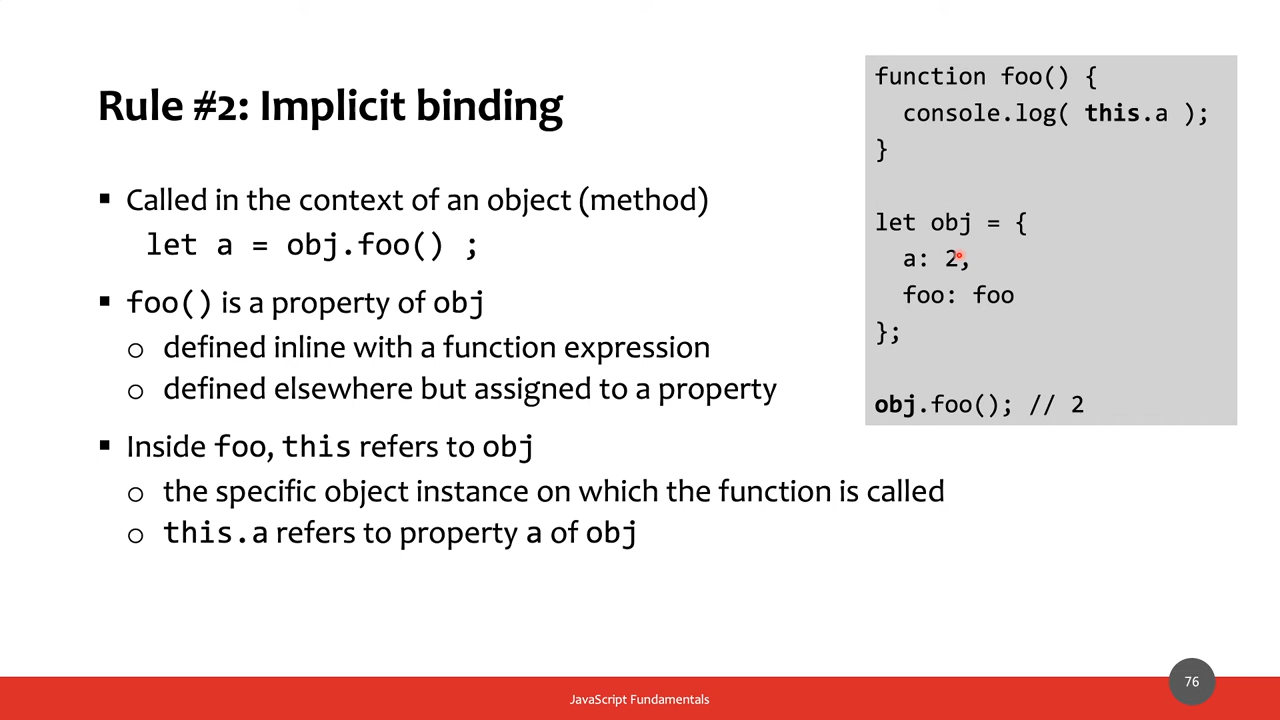 Rule #2: Implicit binding
▪ Called in the context of an object (method)
let a = obj.foo() ;
▪ foo() is a property of obj
o defined inline with a function expression
o defined elsewhere but assigned to a property
▪ Inside foo, this refers to obj
o the specific object instance on which the function is called
o this.a refers to property a of obj
function foo() {
  console.log( this.a );
}

let obj = {
  a: 2,
  foo: foo
};

obj.foo(); // 2
JavaScript Fundamentals
76